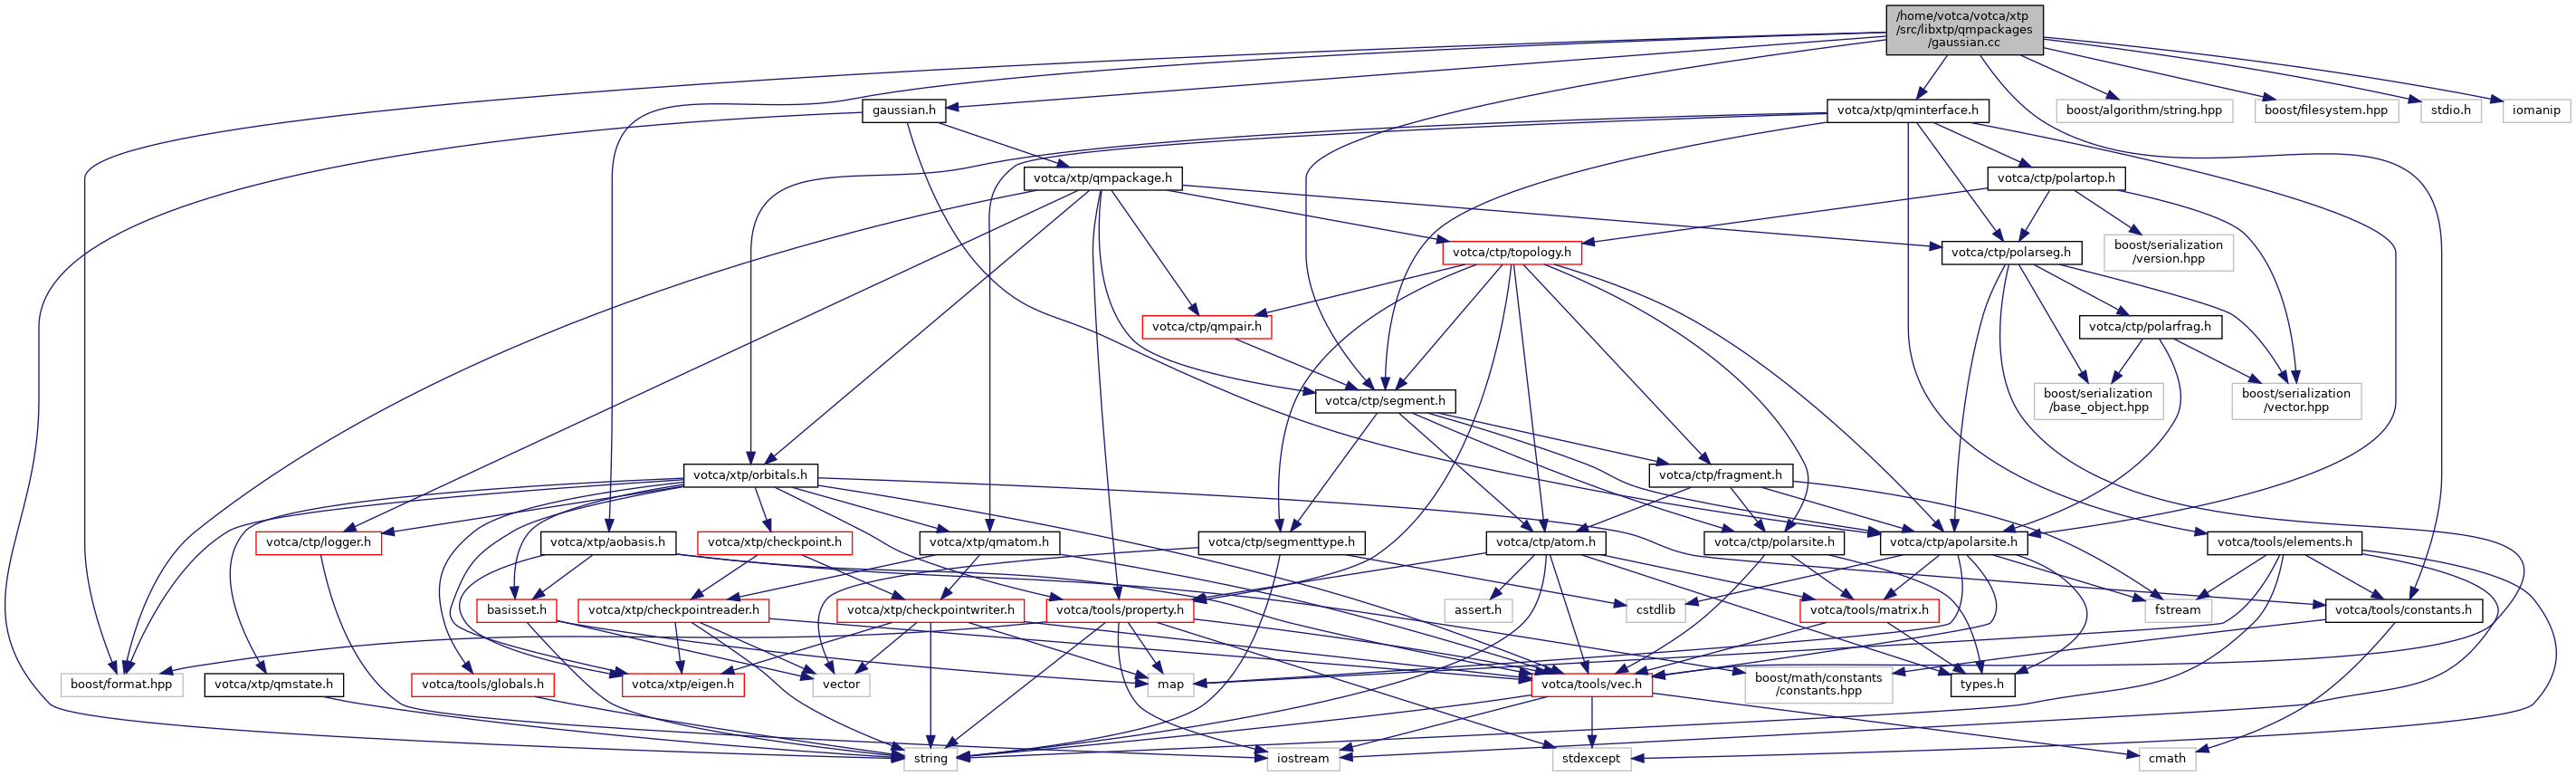 /home/votca/votca/xtp
/src/libxtp/qmpackages
/gaussian.cc
gaussian.h
votca/xtp/qminterface.h
boost/algorithm/string.hpp
boost/filesystem.hpp
stdio.h
iomanip
votca/xtp/qmpackage.h
votca/ctp/polartop.h
votca/ctp/topology.h
votca/ctp/polarseg.h
boost/serialization
/version.hpp
votca/ctp/qmpair.h
votca/ctp/polarfrag.h
votca/ctp/segment.h
boost/serialization
/base_object.hpp
boost/serialization
/vector.hpp
votca/xtp/orbitals.h
votca/ctp/fragment.h
votca/ctp/logger.h
votca/xtp/aobasis.h
votca/xtp/checkpoint.h
votca/xtp/qmatom.h
votca/ctp/segmenttype.h
votca/ctp/atom.h
votca/ctp/polarsite.h
votca/ctp/apolarsite.h
votca/tools/elements.h
basisset.h
votca/xtp/checkpointreader.h
votca/xtp/checkpointwriter.h
votca/tools/property.h
assert.h
cstdlib
votca/tools/matrix.h
fstream
votca/tools/constants.h
boost/format.hpp
votca/xtp/qmstate.h
votca/tools/globals.h
votca/xtp/eigen.h
vector
map
votca/tools/vec.h
boost/math/constants
/constants.hpp
types.h
string
iostream
stdexcept
cmath